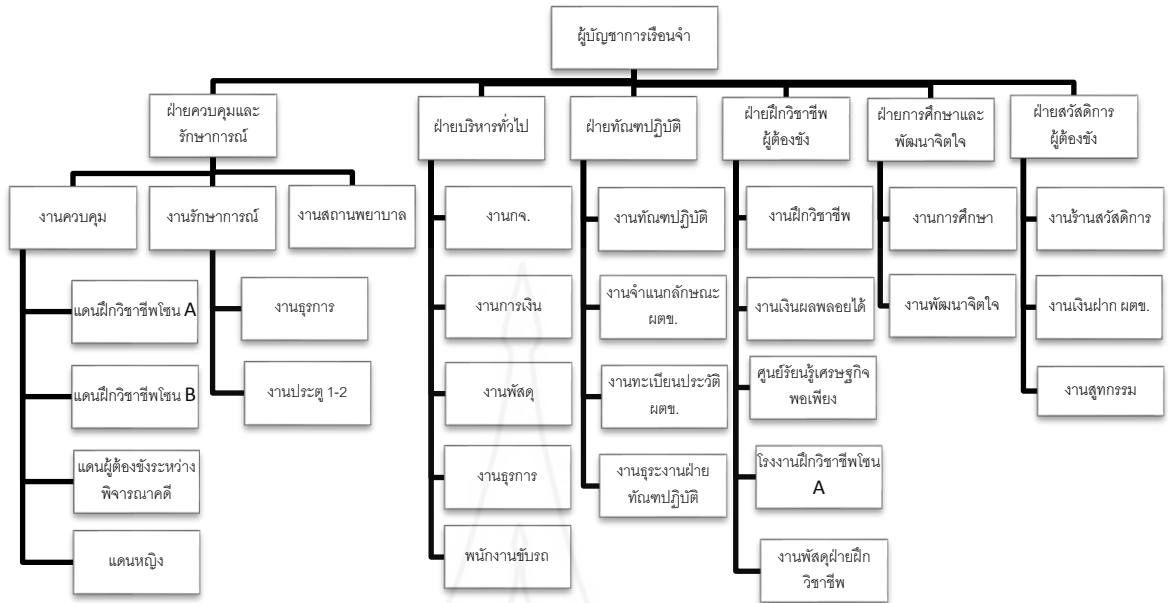 ผู้บัญชาการเรือนจำ
ฝ่ายควบคุมและ
รักษาการณ์
ฝ่ายบริหารทั่วไป
ฝ่ายทัณฑปฏิบัติ
ฝ่ายฝึกวิชาชีพ
ผู้ต้องขัง
ฝ่ายการศึกษาและ
พัฒนาจิตใจ
ฝ่ายสวัสดิการ
ผู้ต้องขัง
งานควบคุม
งานรักษาการณ์
งานสถานพยาบาล
แดนฝึกวิชาชีพโซน A
แดนฝึกวิชาชีพโซน B
แดนผู้ต้องขังระหว่าง
พิจารณาคดี
แดนหญิง
งานธุรการ
งานประตู 1-2
งานกจ.
งานการเงิน
งานพัสดุ
งานธุรการ
พนักงานขับรถ
งานทัณฑปฏิบัติ
งานจำแนกลักษณะ
ผตข.
งานทะเบียนประวัติ
ผตข.
งานธุระงานฝ่าย
ทัณฑปฏิบัติ
งานฝึกวิชาชีพ
งานเงินผลพลอยได้
ศูนย์รียนรู้เศรษฐกิจ
พอเพียง
โรงงานฝึกวิชาชีพโซน
A
งานพัสดุฝ่ายฝึก
วิชาชีพ
งานการศึกษา
งานพัฒนาจิตใจ
งานร้านสวัสดิการ
งานเงินฝาก ผตข.
งานสูทกรรม